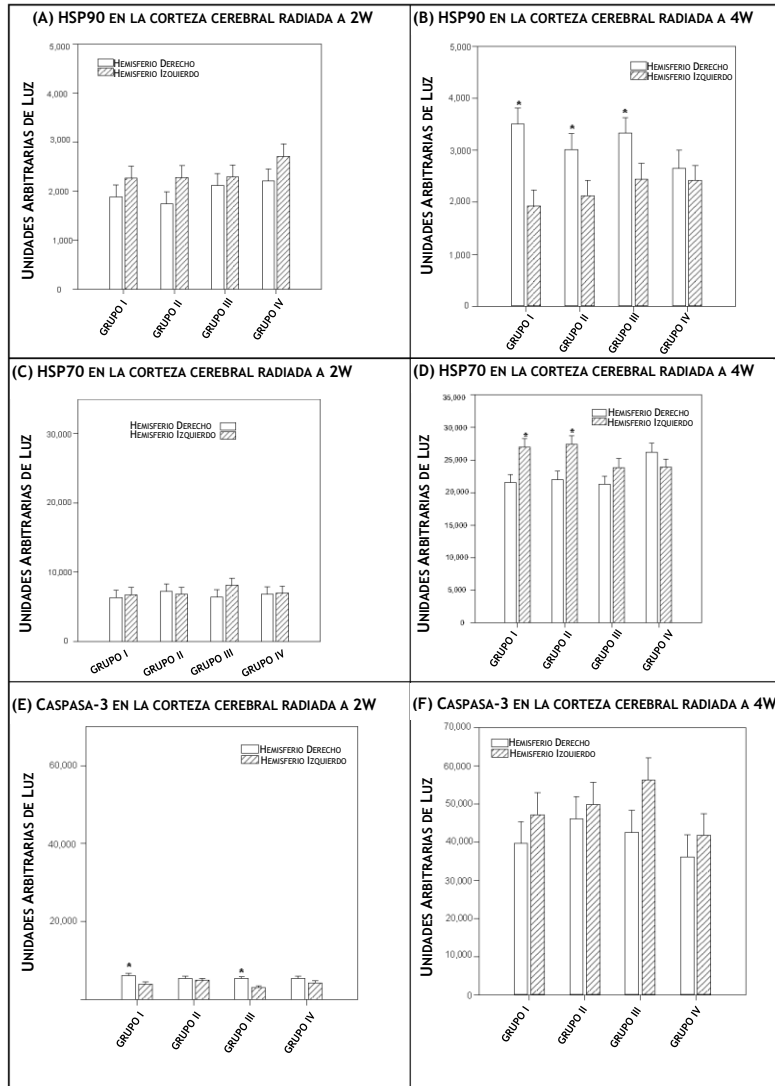 (A) HSP90 EN LA CORTEZA CEREBRAL RADIADA A 2W
UNIDADES ARBITRARIAS DE LUZ
5,000
4,000
3,000
2,000
1,000
0
HEMISFERIO DERECHO
HEMISFERIO IZQUIERDO
GRUPO I
GRUPO II
GRUPO III
GRUPO IV
(B) HSP90 EN LA CORTEZA CEREBRAL RADIADA A 4W
UNIDADES ARBITRARIAS DE LUZ
5,000
4,000
3,000
2,000
1,000
0
HEMISFERIO DERECHO
HEMISFERIO IZQUIERDO
*
*
*
GRUPO I
GRUPO II
GRUPO III
GRUPO IV
(C) HSP70 EN LA CORTEZA CEREBRAL RADIADA A 2W
UNIDADES ARBITRARIAS DE LUZ
30,000
20,000
10,000
0
HEMISFERIO DERECHO
HEMISFERIO IZQUIERDO
GRUPO I
GRUPO II
GRUPO III
GRUPO IV
(D) HSP70 EN LA CORTEZA CEREBRAL RADIADA A 4W
UNIDADES ARBITRARIAS DE LUZ
35,000
30,000
25,000
20,000
15,000
10,000
5,000
0
HEMISFERIO DERECHO
HEMISFERIO IZQUIERDO
*
*
GRUPO I
GRUPO II
GRUPO III
GRUPO IV
(E) CASPASA-3 EN LA CORTEZA CEREBRAL RADIADA A 2W
UNIDADES ARBITRARIAS DE LUZ
60,000
40,000
20,000
HEMISFERIO DERECHO
HEMISFERIO IZQUIERDO
*
*
GRUPO I
GRUPO II
GRUPO III
GRUPO IV
(F) CASPASA-3 EN LA CORTEZA CEREBRAL RADIADA A 4W
UNIDADES ARBITRARIAS DE LUZ
70,000
60,000
50,000
40,000
30,000
20,000
10,000
0
HEMISFERIO DERECHO
HEMISFERIO IZQUIERDO
GRUPO I
GRUPO II
GRUPO III
GRUPO IV